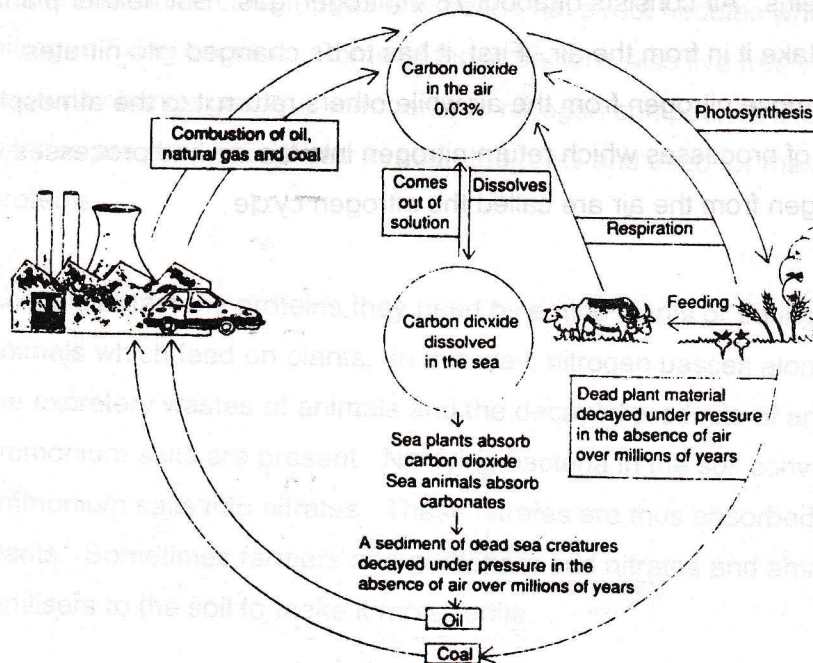 Carbon dioxide
in the air
0.03%
Photosynthesis
Combustion of oil,
natural gas and coal
Comes
out of
solution
Dissolves
Respiration
Feeding
Carbon dioxide
dissolved
in the sea
Dead plant material
decayed under pressure
in the absence of air
over millions of years
Sea plants absorb
carbon dioxide
Sea animals absorb
carbonates
A sediment of dead sea creatures
decayed under pressure in the
absence of air over millions of years
Oil
Coal